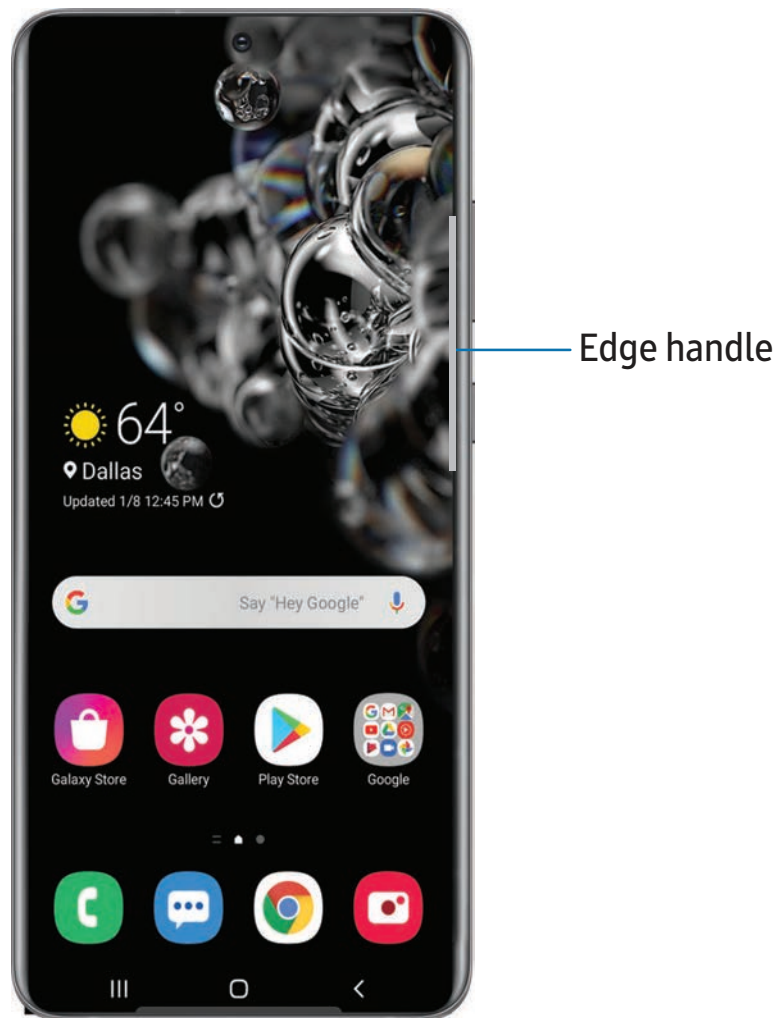 Edge handle
64°
Dallas
Updated 1/8 12:45 PM
G Say "Hey Google"
Galaxy Store Gallery Play Store Google